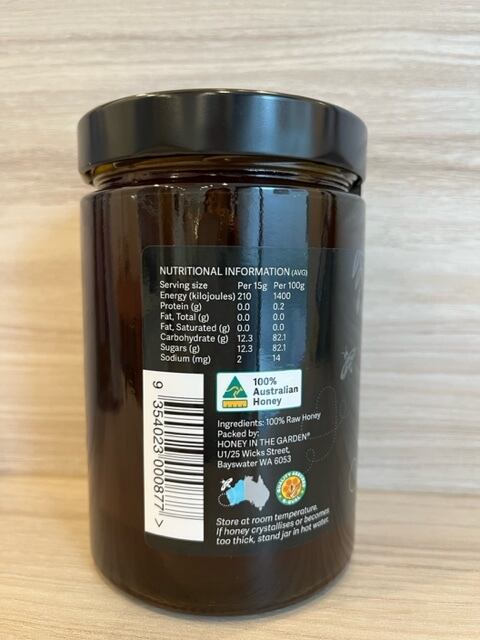 NUTRITIONAL INFORMATION (AVG)
Serving size Per 15g Per 100g
Energy (kilojoules) 210 1400
Protein (g) 0.0 0.2
Fat, Total (g) 0.0 0.0
Fat, Saturated (g) 0.0 0.0
Carbohydrate (g) 12.3 82.1
Sugars (g) 12.3 82.1
Sodium (mg) 2 14
100%
Australian
Honey
Ingredients: 100% Raw Honey
Packed by:
HONEY IN THE GARDEN®
U1/25 Wicks Street,
Bayswater WA 6053
Store at room temperature.
If honey crystallises or becomes
too thick, stand jar in hot water.
9 354023 000877 >